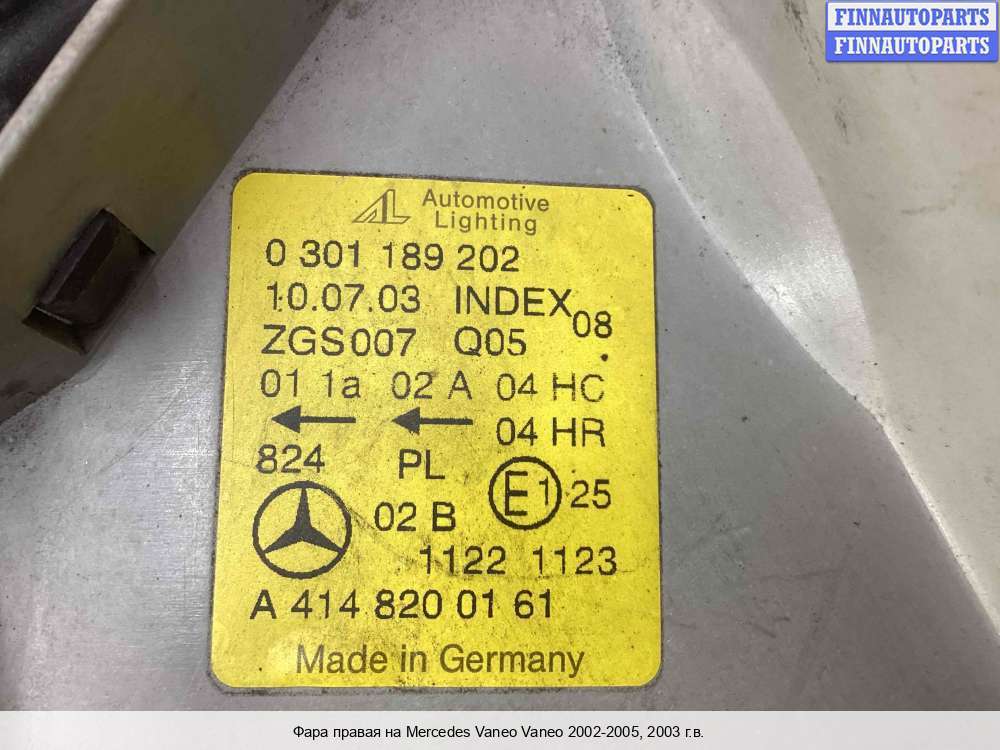 FINNAUTOPARTS
FINNAUTOPARTS
AL Automotive
Lighting
0 301 189 202
10.07.03 INDEX 08
ZGS007 Q05
01 1a 02 A 04 HC
← ← 04 HR
824 PL
02 B E1 25
1122 1123
A 414 820 01 61
Made in Germany
Фара правая на Mercedes Vaneo Vaneo 2002-2005, 2003 г.в.